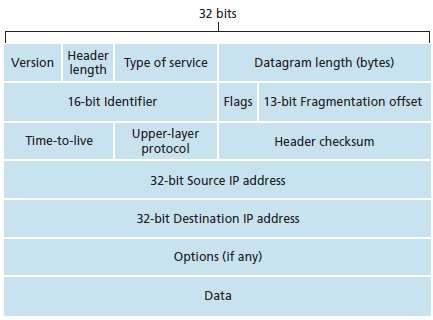 32 bits
Version Header length Type of service Datagram length (bytes)
16-bit Identifier Flags 13-bit Fragmentation offset
Time-to-live Upper-layer protocol Header checksum
32-bit Source IP address
32-bit Destination IP address
Options (if any)
Data